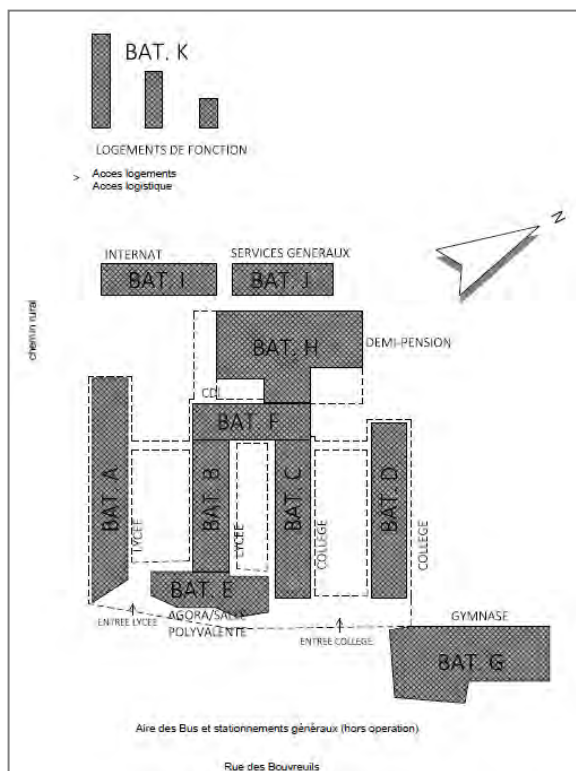 BAT. K
LOGEMENTS DE FONCTION
> Acces logements
Acces logistique
N
INTERNAT
SERVICES GENERAUX
BAT. I
BAT. J
chemin rural
BAT. H
DEMI-PENSION
CDI
BAT. F
BAT A
LYCEE
BAT. B
LYCEE
BAT. C
COLLEGE
BAT. D
COLLEGE
BAT. E
AGORA/SALLE
POLYVALENTE
ENTREE LYCEE
ENTREE COLLEGE
GYMNASE
BAT. G
Aire des Bus et stationnements généraux (hors operation)
Rue des Bouvreuils